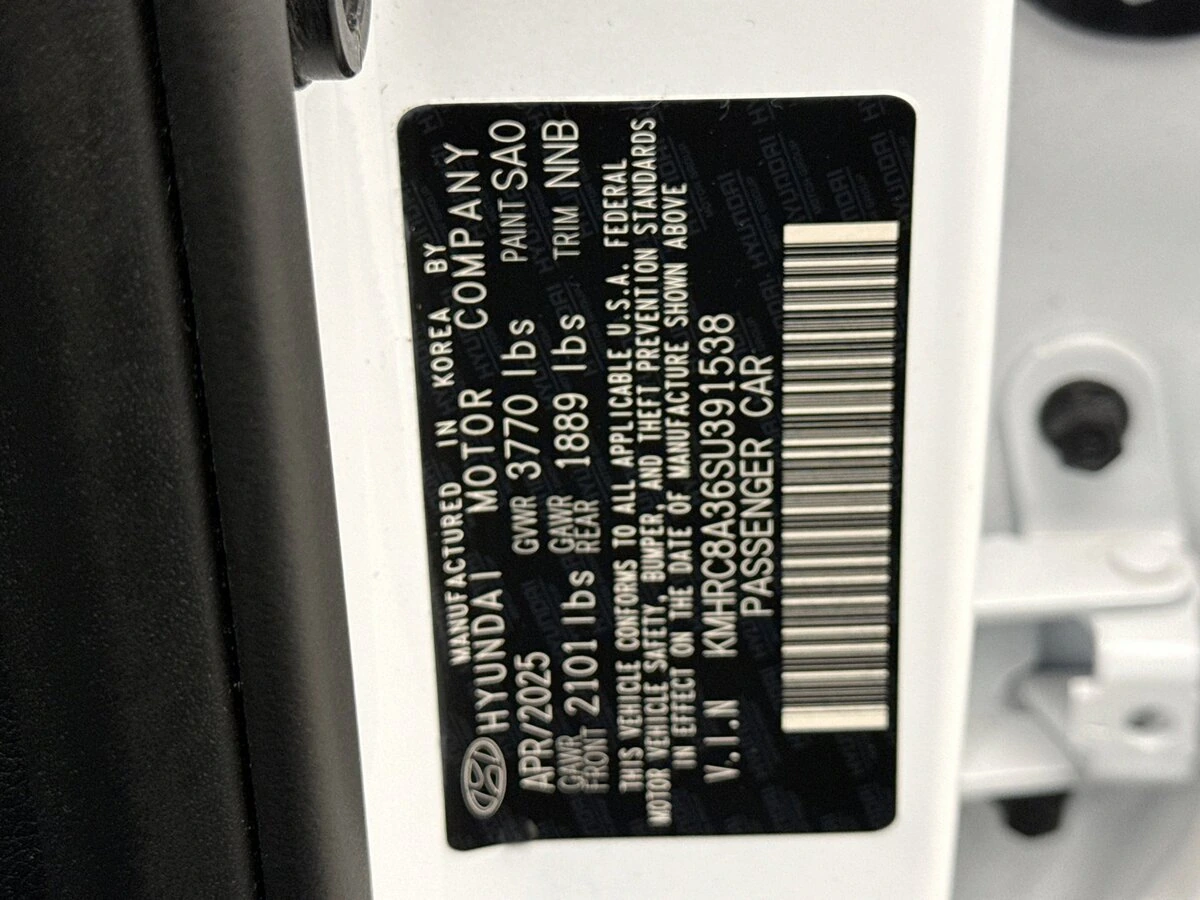 MANUFACTURED IN KOREA BY
HYUNDAI MOTOR COMPANY
APR/2025 GVWR 3770 lbs PAINT SAO
GAWR FRONT 2101 lbs GAWR REAR 1889 lbs TRIM NNB
THIS VEHICLE CONFORMS TO ALL APPLICABLE U.S.A. FEDERAL
MOTOR VEHICLE SAFETY, BUMPER, AND THEFT PREVENTION STANDARDS
IN EFFECT ON THE DATE OF MANUFACTURE SHOWN ABOVE
V.I.N KMHRC8A36SU391538
PASSENGER CAR